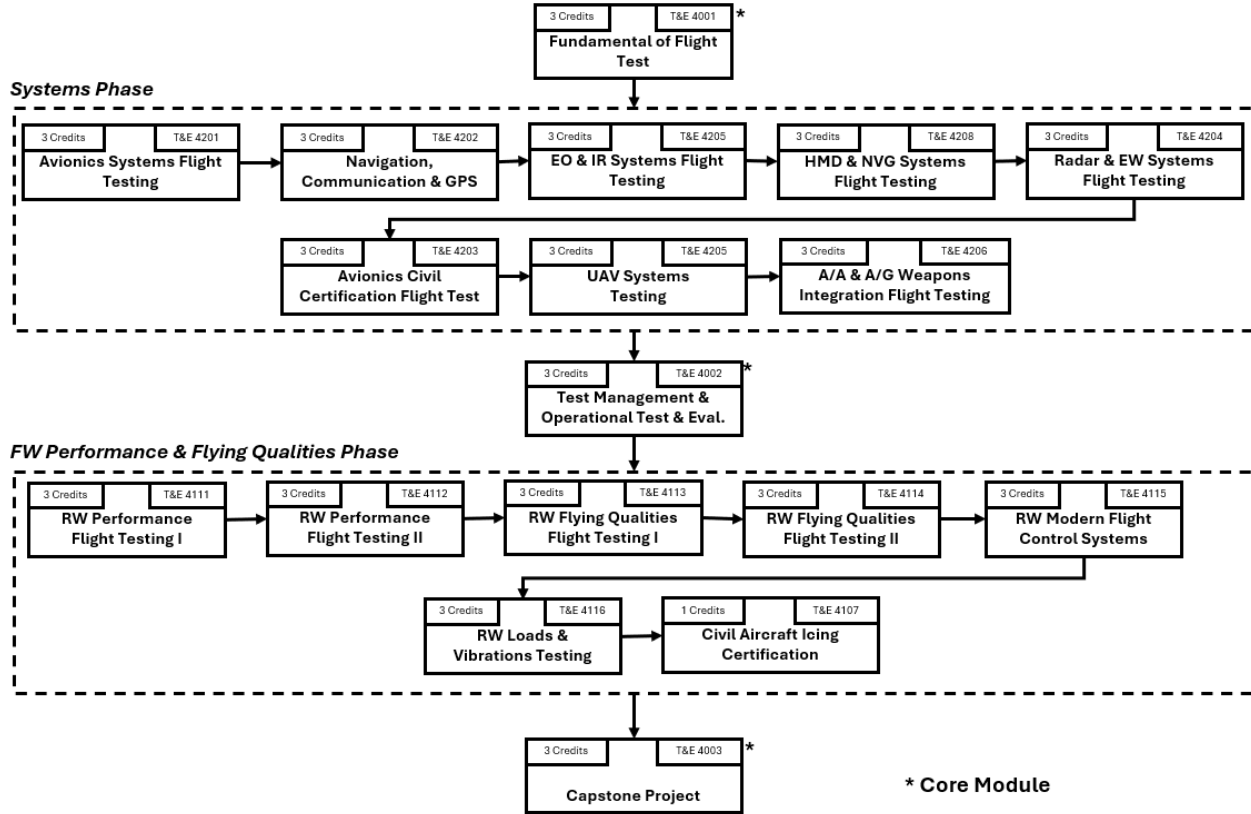 3 Credits T&E 4001 *
Fundamental of Flight
Test
Systems Phase
3 Credits T&E 4201
Avionics Systems Flight
Testing
3 Credits T&E 4202
Navigation,
Communication & GPS
3 Credits T&E 4205
EO & IR Systems Flight
Testing
3 Credits T&E 4208
HMD & NVG Systems
Flight Testing
3 Credits T&E 4204
Radar & EW Systems
Flight Testing
3 Credits T&E 4203
Avionics Civil
Certification Flight Test
3 Credits T&E 4205
UAV Systems
Testing
3 Credits T&E 4206
A/A & A/G Weapons
Integration Flight Testing
3 Credits T&E 4002 *
Test Management &
Operational Test & Eval.
FW Performance & Flying Qualities Phase
3 Credits T&E 4111
RW Performance
Flight Testing I
3 Credits T&E 4112
RW Performance
Flight Testing II
3 Credits T&E 4113
RW Flying Qualities
Flight Testing I
3 Credits T&E 4114
RW Flying Qualities
Flight Testing II
3 Credits T&E 4115
RW Modern Flight
Control Systems
3 Credits T&E 4116
RW Loads &
Vibrations Testing
1 Credits T&E 4107
Civil Aircraft Icing
Certification
3 Credits T&E 4003 *
Capstone Project
* Core Module